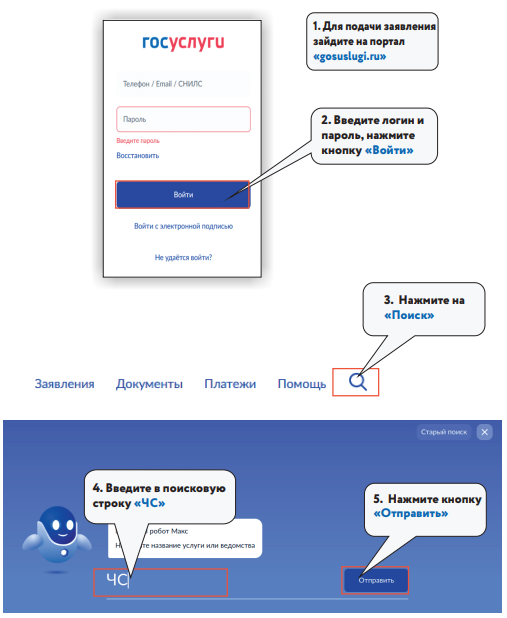 госуслуги
1. Для подачи заявления
зайдите на портал
«gosuslugi.ru»
Телефон / Email / СНИЛС
Пароль
Введите пароль
Восстановить
2. Введите логин и
пароль, нажмите
кнопку «Войти»
Войти
Войти с электронной подписью
Не удаётся войти?
3. Нажмите на
«Поиск»
Заявления Документы Платежи Помощь
Старый поиск
4. Введите в поисковую
строку «ЧС»
5. Нажмите кнопку
«Отправить»
робот Макс
название услуги или ведомства
ЧС
Отправить